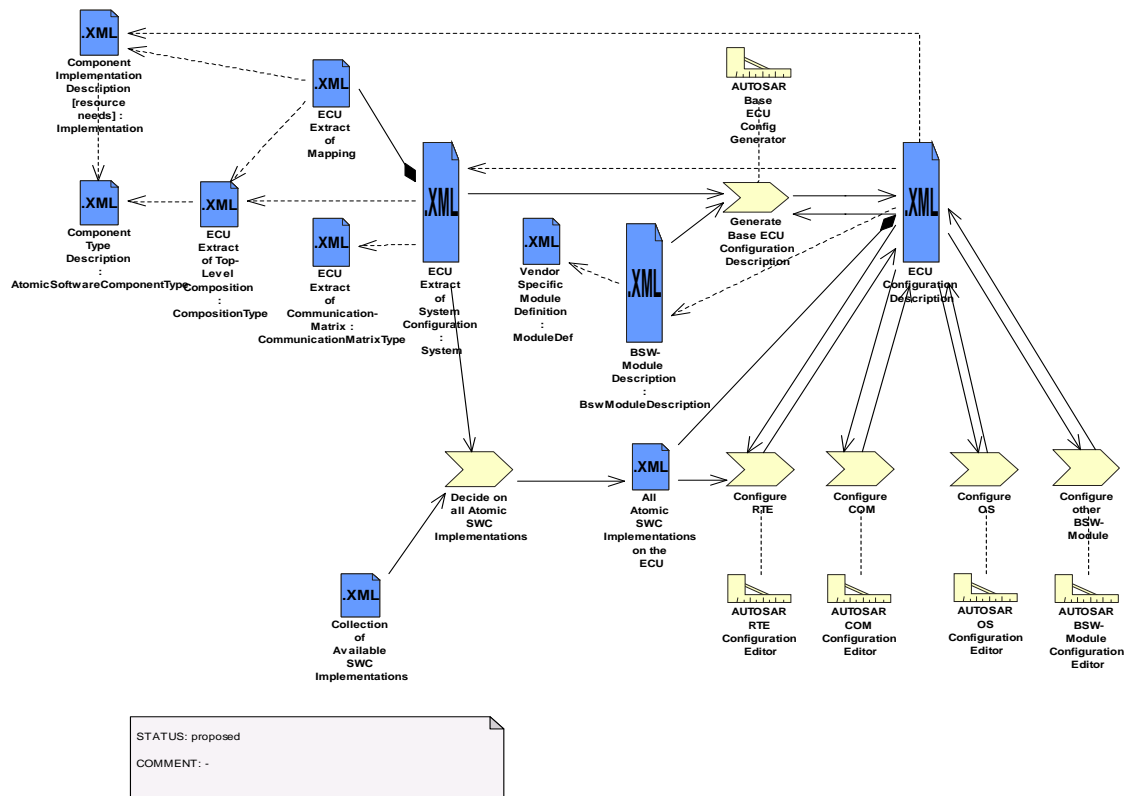 .XML
Component
Implementation
Description
[resource
needs] :
Implementation
.XML
ECU
Extract
of
Mapping
AUTOSAR
Base
ECU
Config
Generator
.XML
Component
Type
Description
:
AtomicSoftwareComponentType
.XML
ECU
Extract
of Top-
Level
Composition :
CompositionType
.XML
ECU
Extract
of
Communication-
Matrix :
CommunicationMatrixType
.XML
ECU
Extract
of
System
Configuration
:
System
.XML
Vendor
Specific
Module
Definition
:
ModuleDef
.XML
BSW-
Module
Description
:
BswModuleDescription
Generate
Base ECU
Configuration
Description
.XML
ECU
Configuration
Description
Decide on
all Atomic
SWC
Implementations
.XML
All
Atomic
SWC
Implementations
on the
ECU
Configure
RTE
Configure
COM
Configure
OS
Configure
other
BSW-
Module
.XML
Collection
of
Available
SWC
Implementations
AUTOSAR
RTE
Configuration
Editor
AUTOSAR
COM
Configuration
Editor
AUTOSAR
OS
Configuration
Editor
AUTOSAR
BSW-
Module
Configuration
Editor
STATUS: proposed
COMMENT: -